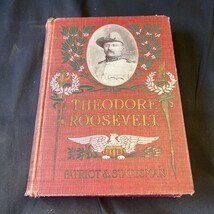 THEODORE
ROOSEVELT
PATRIOT & STATESMAN